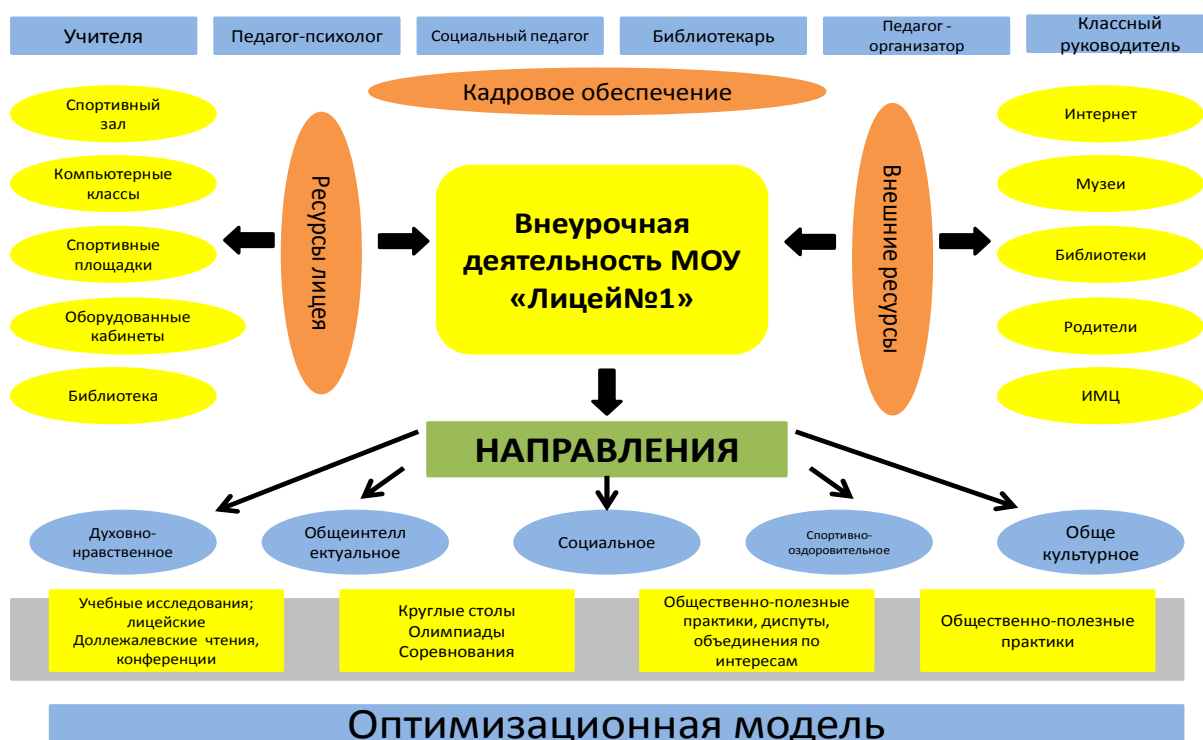 Учителя
Педагог-психолог
Социальный педагог
Библиотекарь
Педагог -
организатор
Классный
руководитель
Кадровое обеспечение
Спортивный
зал
Компьютерные
классы
Спортивные
площадки
Оборудованные
кабинеты
Библиотека
Ресурсы лицея
Внеурочная
деятельность МОУ
«Лицей№1»
Внешние ресурсы
Интернет
Музеи
Библиотеки
Родители
ИМЦ
НАПРАВЛЕНИЯ
Духовно-
нравственное
Общеинтелл
ектуальное
Социальное
Спортивно-
оздоровительное
Обще
культурное
Учебные исследования;
лицейские
Доллежалевские чтения,
конференции
Круглые столы
Олимпиады
Соревнования
Общественно-полезные
практики, диспуты,
объединения по
интересам
Общественно-полезные
практики
Оптимизационная модель